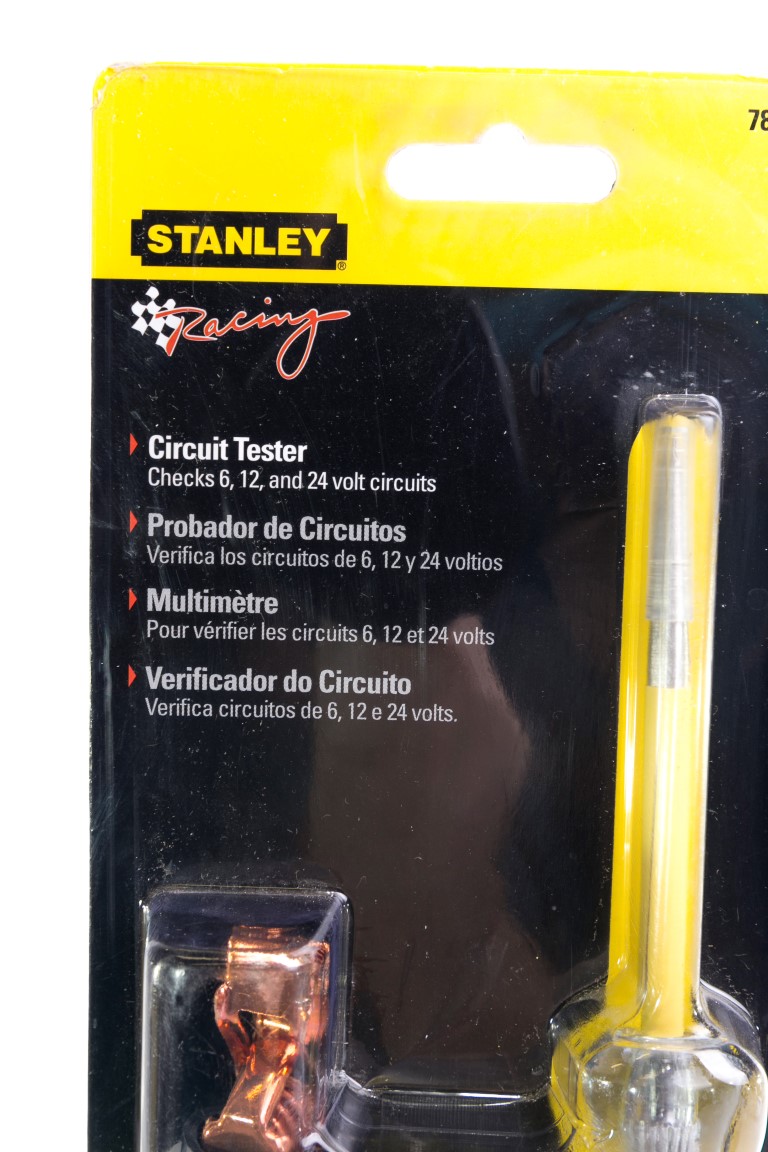 78
STANLEY®
Racing
Circuit Tester
Checks 6, 12, and 24 volt circuits
Probador de Circuitos
Verifica los circuitos de 6, 12 y 24 voltios
Multimètre
Pour vérifier les circuits 6, 12 et 24 volts
Verificador do Circuito
Verifica circuitos de 6, 12 e 24 volts.